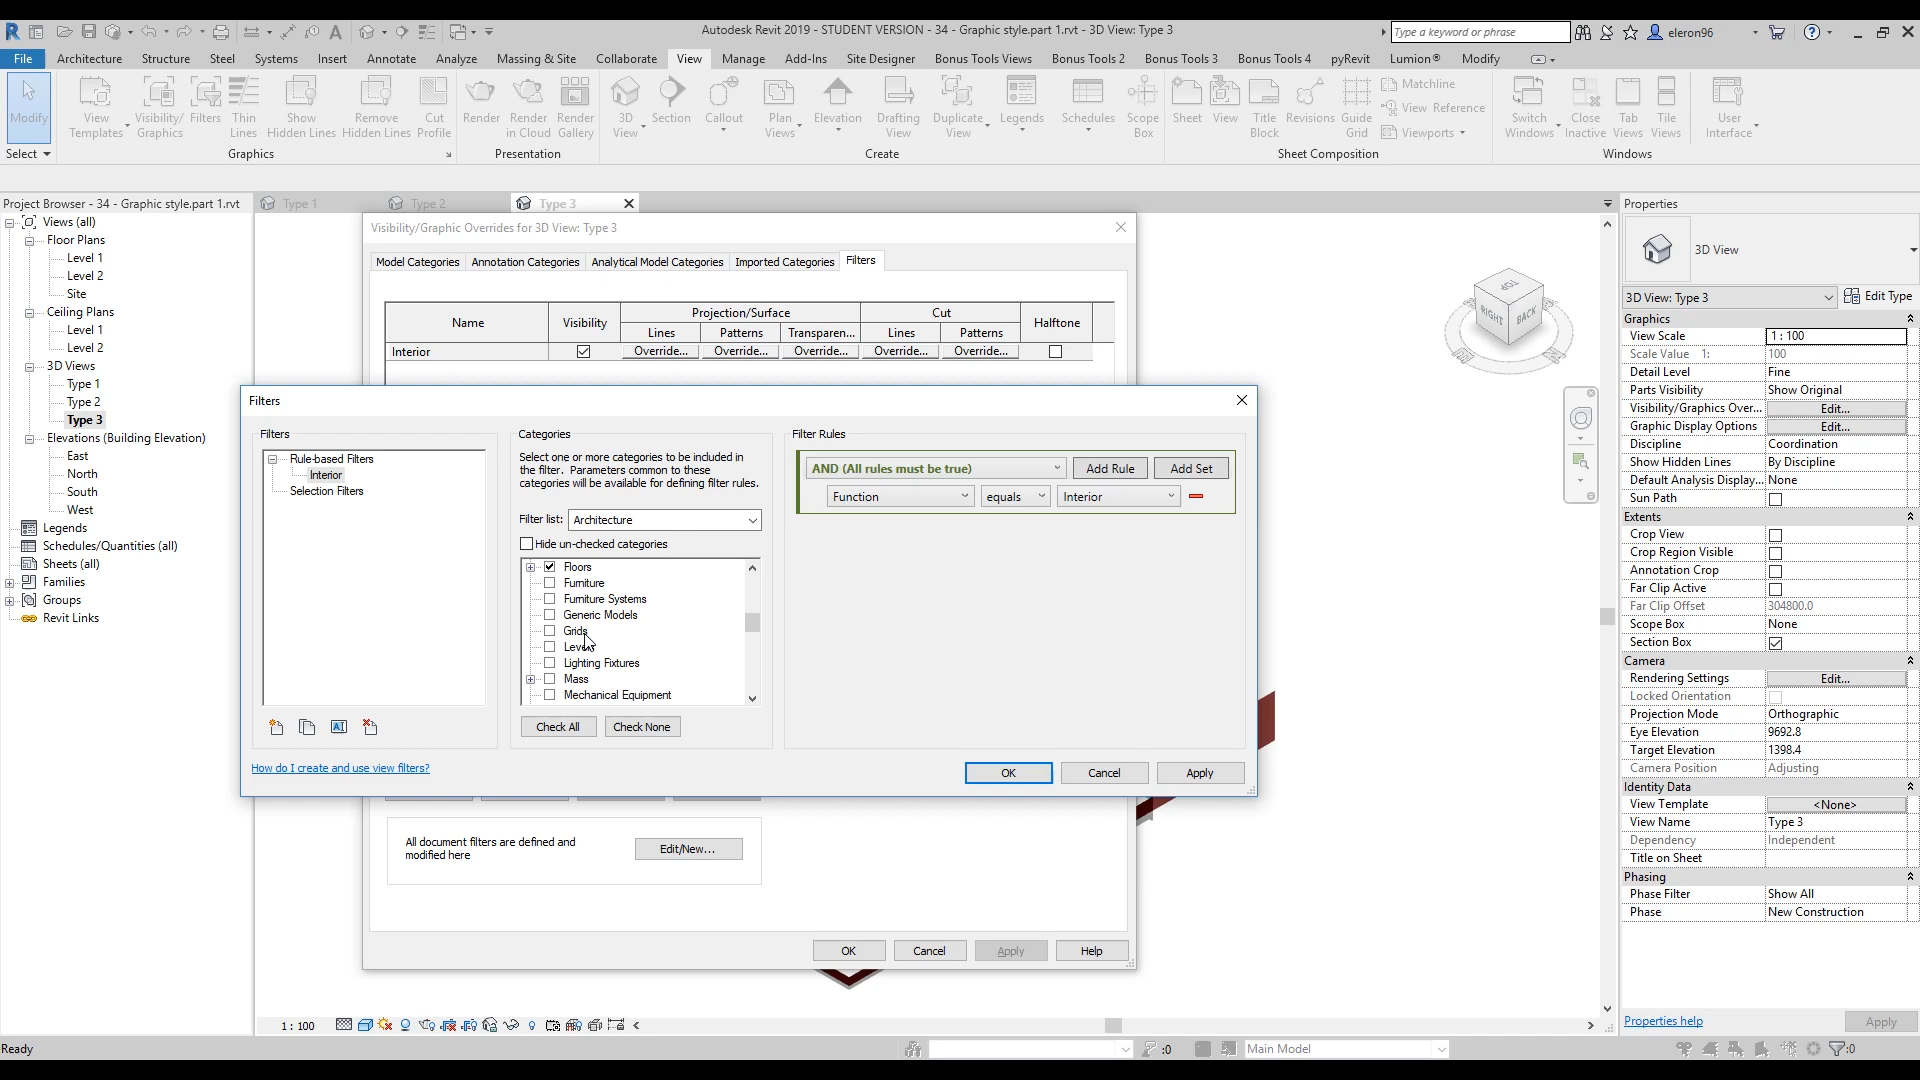 Autodesk Revit 2019 - STUDENT VERSION - 34 - Graphic style.part 1.rvt - 3D View: Type 3
Type a keyword or phrase
eleron96
File Architecture Structure Steel Systems Insert Annotate Analyze Massing & Site Collaborate View Manage Add-Ins Site Designer Bonus Tools Views Bonus Tools 2 Bonus Tools 3 Bonus Tools 4 pyRevit Lumion® Modify
Modify
View Templates
Visibility/ Graphics
Filters
Thin Lines
Show Hidden Lines
Remove Hidden Lines
Cut Profile
Render
Render in Cloud
Render Gallery
3D View
Section
Callout
Plan Views
Elevation
Drafting View
Duplicate View
Legends
Schedules
Scope Box
Sheet
View
Title Block
Revisions
Guide Grid
Matchline
View Reference
Viewports
Switch Windows
Close Inactive
Tab Views
Tile Views
User Interface
Select Graphics Presentation Create Sheet Composition Windows
Project Browser - 34 - Graphic style.part 1.rvt
Views (all)
Floor Plans
Level 1
Level 2
Site
Ceiling Plans
Level 1
Level 2
3D Views
Type 1
Type 2
Type 3
Elevations (Building Elevation)
East
North
South
West
Legends
Schedules/Quantities (all)
Sheets (all)
Families
Groups
Revit Links
Type 1 Type 2 Type 3
Visibility/Graphic Overrides for 3D View: Type 3
Model Categories Annotation Categories Analytical Model Categories Imported Categories Filters
Name Visibility Projection/Surface Cut Halftone
Lines Patterns Transparen... Lines Patterns
Interior Override... Override... Override... Override... Override...
Filters
Filters
Rule-based Filters
Interior
Selection Filters
Categories
Select one or more categories to be included in
the filter. Parameters common to these
categories will be available for defining filter rules.
Filter list: Architecture
Hide un-checked categories
Floors
Furniture
Furniture Systems
Generic Models
Grids
Levels
Lighting Fixtures
Mass
Mechanical Equipment
Check All Check None
Filter Rules
AND (All rules must be true) Add Rule Add Set
Function equals Interior
How do I create and use view filters?
OK Cancel Apply
All document filters are defined and
modified here
Edit/New...
OK Cancel Apply Help
TOP
RIGHT
BACK
Properties
3D View
3D View: Type 3 Edit Type
Graphics
View Scale 1 : 100
Scale Value 1: 100
Detail Level Fine
Parts Visibility Show Original
Visibility/Graphics Over... Edit...
Graphic Display Options Edit...
Discipline Coordination
Show Hidden Lines By Discipline
Default Analysis Display... None
Sun Path
Extents
Crop View
Crop Region Visible
Annotation Crop
Far Clip Active
Far Clip Offset 304800.0
Scope Box None
Section Box
Camera
Rendering Settings Edit...
Locked Orientation
Projection Mode Orthographic
Eye Elevation 9692.8
Target Elevation 1398.4
Camera Position Adjusting
Identity Data
View Template <None>
View Name Type 3
Dependency Independent
Title on Sheet
Phasing
Phase Filter Show All
Phase New Construction
Properties help Apply
1 : 100
Ready
:0
Main Model
:0